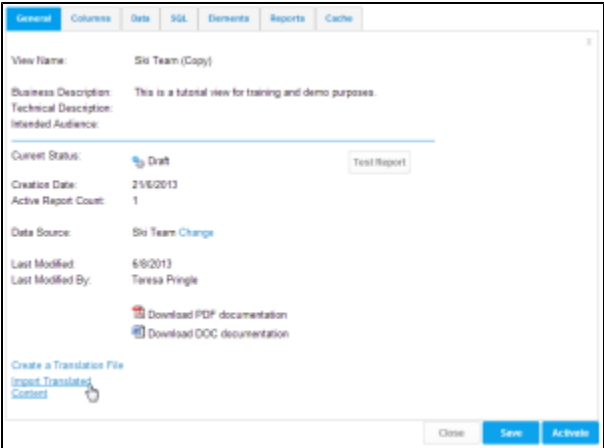 General Columns Data SQL Elements Reports Cache
View Name: Ski Team (Copy)
Business Description: This is a tutorial view for training and demo purposes.
Technical Description:
Intended Audience:
Current Status: Draft Test Report
Creation Date: 21/6/2013
Active Report Count: 1
Data Source: Ski Team Change
Last Modified: 6/8/2013
Last Modified By: Teresa Pringle
Download PDF documentation
Download DOC documentation
Create a Translation File
Import Translated
Content
Close Save Activate